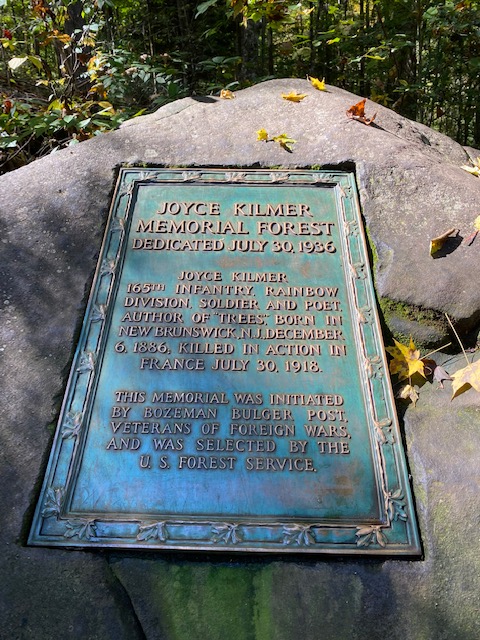 JOYCE KILMER
MEMORIAL FOREST
DEDICATED JULY 30, 1936
JOYCE KILMER
165TH INFANTRY, RAINBOW
DIVISION, SOLDIER AND POET,
AUTHOR OF "TREES," BORN IN
NEW BRUNSWICK, N.J. DECEMBER
6, 1886, KILLED IN ACTION IN
FRANCE JULY 30, 1918.
THIS MEMORIAL WAS INITIATED
BY BOZEMAN BULGER POST,
VETERANS OF FOREIGN WARS,
AND WAS SELECTED BY THE
U. S. FOREST SERVICE.